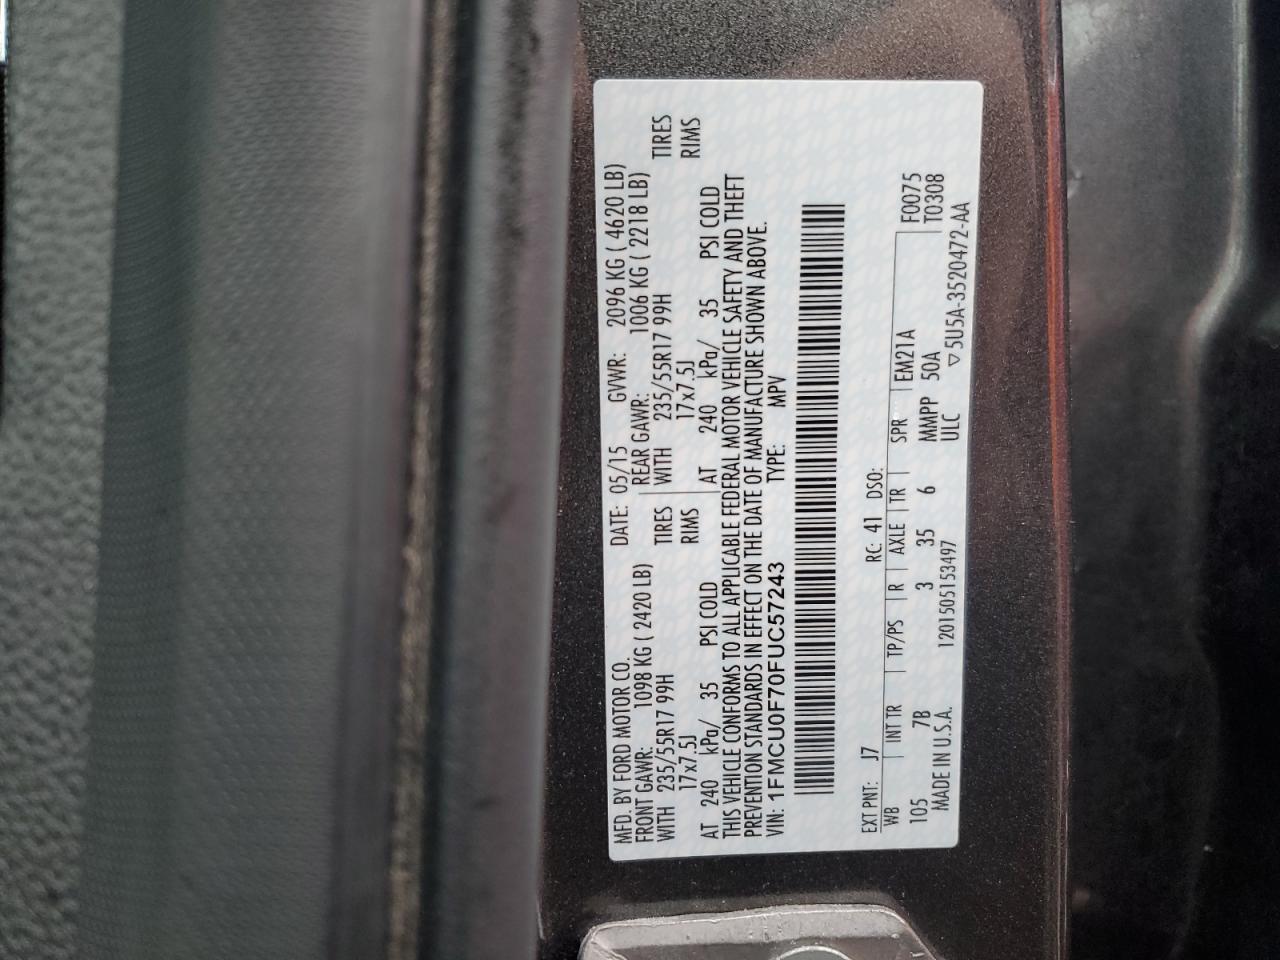 MFD. BY FORD MOTOR CO. DATE: 05/15 GVWR: 2096 KG ( 4620 LB)
FRONT GAWR: 1098 KG ( 2420 LB) REAR GAWR: 1006 KG ( 2218 LB)
WITH 235/55R17 99H TIRES WITH 235/55R17 99H TIRES
17x7.5J RIMS 17x7.5J RIMS
AT 240 kPa/ 35 PSI COLD AT 240 kPa/ 35 PSI COLD
THIS VEHICLE CONFORMS TO ALL APPLICABLE FEDERAL MOTOR VEHICLE SAFETY AND THEFT
PREVENTION STANDARDS IN EFFECT ON THE DATE OF MANUFACTURE SHOWN ABOVE.
VIN: 1FMCU0F70FUC57243 TYPE: MPV
EXT PNT: J7 RC: 41 DSO:
WB INT TR TP/PS R AXLE TR SPR EM21A F0075
105 7B 3 35 6 MMPP 50A T0308
MADE IN U.S.A. 1201505153497 ULC ▽5U5A-3520472-AA